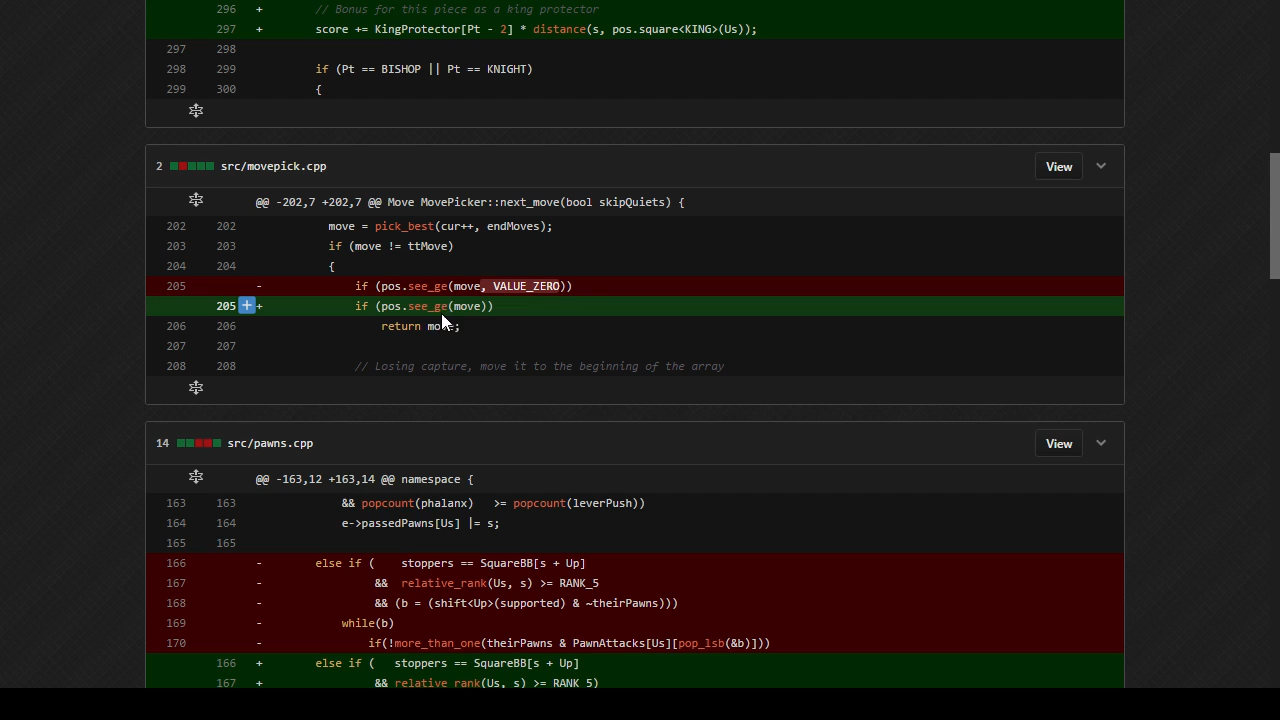 296 + // Bonus for this piece as a king protector
297 + score += KingProtector[Pt - 2] * distance(s, pos.square<KING>(Us));
297 298
298 299 if (Pt == BISHOP || Pt == KNIGHT)
299 300 {
2 src/movepick.cpp View
@@ -202,7 +202,7 @@ Move MovePicker::next_move(bool skipQuiets) {
202 202 move = pick_best(cur++, endMoves);
203 203 if (move != ttMove)
204 204 {
205 - if (pos.see_ge(move, VALUE_ZERO))
205 + + if (pos.see_ge(move))
206 206 return move;
207 207
208 208 // Losing capture, move it to the beginning of the array
14 src/pawns.cpp View
@@ -163,12 +163,14 @@ namespace {
163 163 && popcount(phalanx) >= popcount(leverPush))
164 164 e->passedPawns[Us] |= s;
165 165
166 - else if ( stoppers == SquareBB[s + Up]
167 - && relative_rank(Us, s) >= RANK_5
168 - && (b = (shift<Up>(supported) & ~theirPawns)))
169 - while(b)
170 - if(!more_than_one(theirPawns & PawnAttacks[Us][pop_lsb(&b)]))
166 + else if ( stoppers == SquareBB[s + Up]
167 + && relative_rank(Us, s) >= RANK_5)